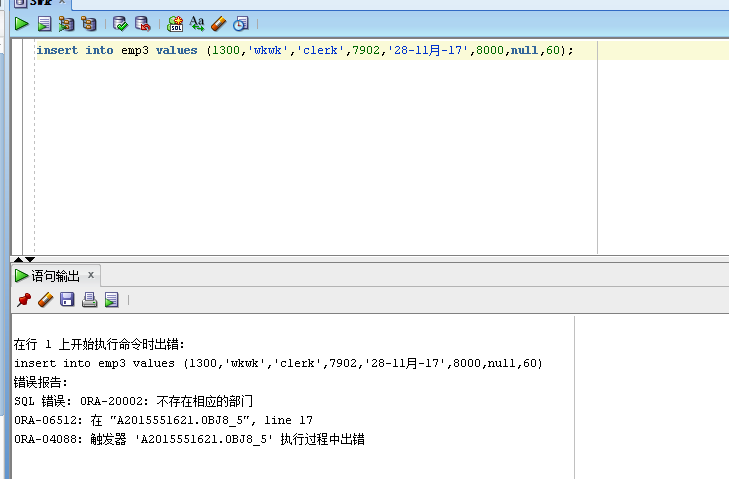 insert into emp3 values (1300,'wkwk','clerk',7902,'28-11月-17',8000,null,60);
语句输出 x
在行 1 上开始执行命令时出错:
insert into emp3 values (1300,'wkwk','clerk',7902,'28-11月-17',8000,null,60)
错误报告:
SQL 错误: ORA-20002: 不存在相应的部门
ORA-06512: 在 "A2015551621.OBJ8_5", line 17
ORA-04088: 触发器 'A2015551621.OBJ8_5' 执行过程中出错